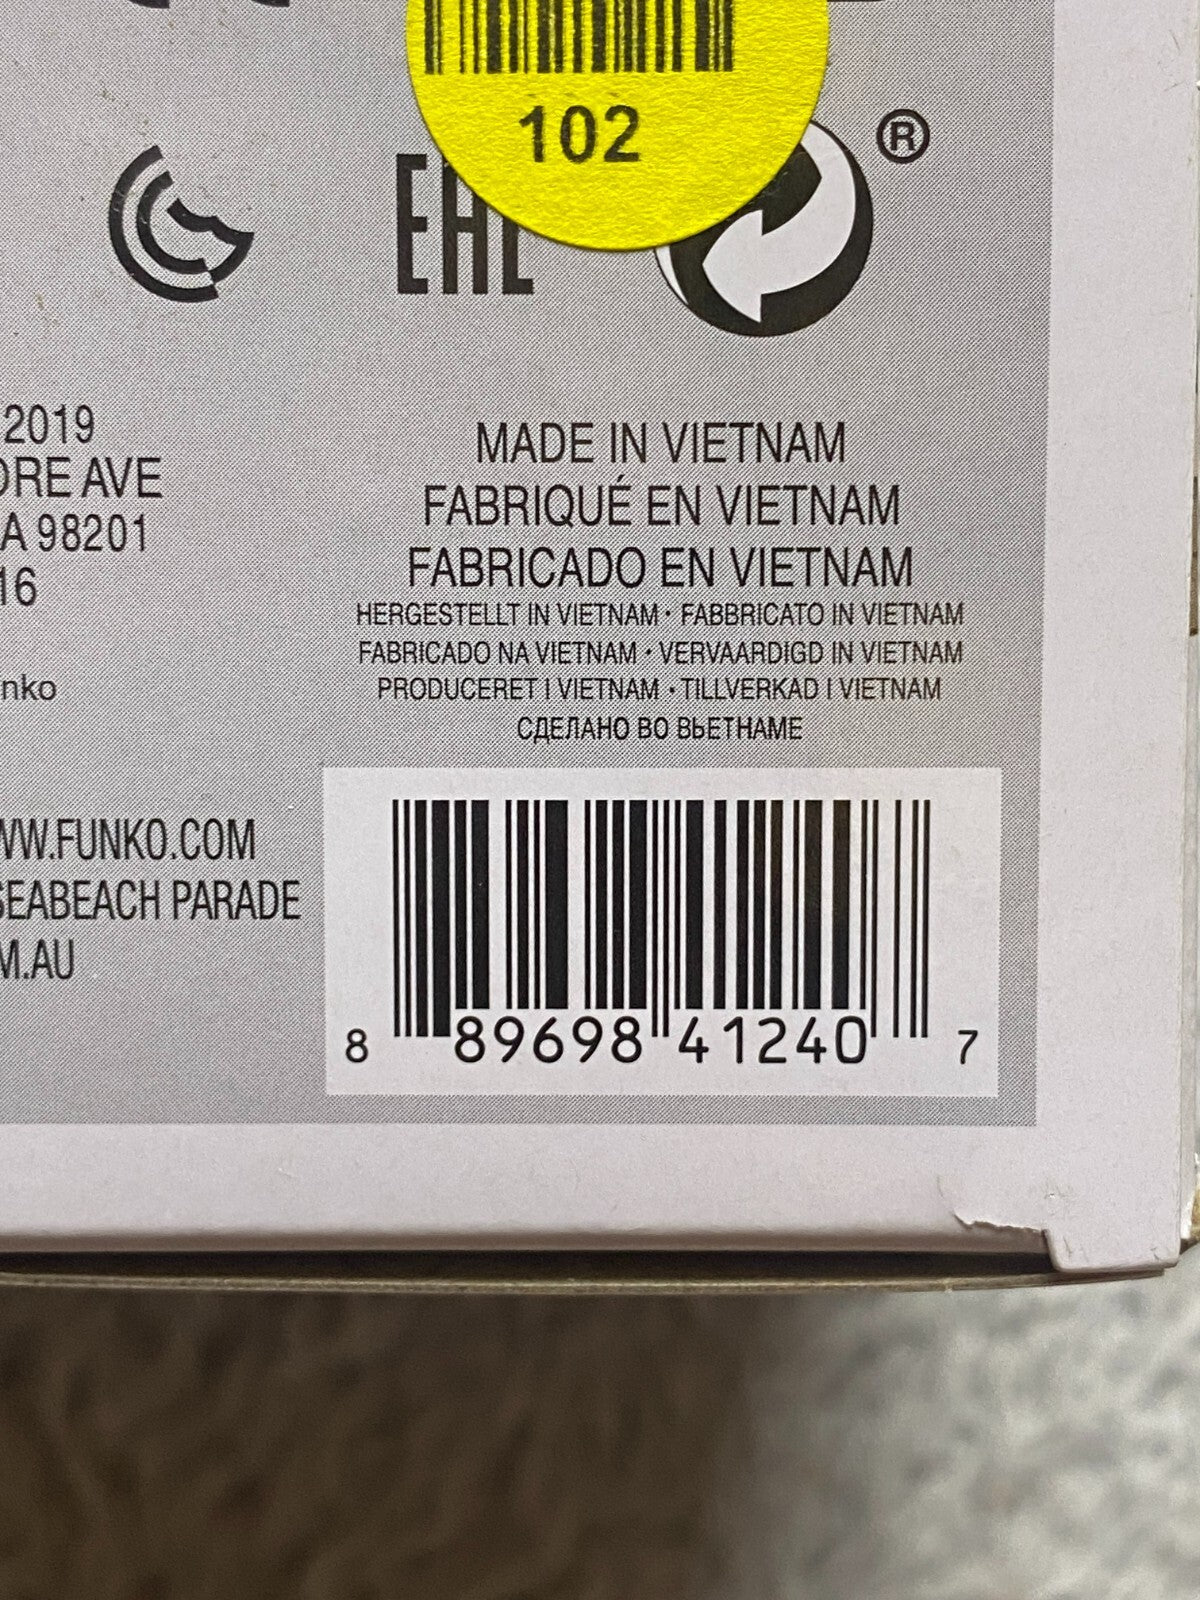 102
EAC
®
2019
AVE
98201
16
MADE IN VIETNAM
FABRIQUÉ EN VIETNAM
FABRICADO EN VIETNAM
HERGESTELLT IN VIETNAM • FABBRICATO IN VIETNAM
FABRICADO NA VIETNAM • VERVAARDIGD IN VIETNAM
PRODUCERET I VIETNAM • TILLVERKAD I VIETNAM
СДЕЛАНО ВО ВЬЕТНАМЕ
nko
WW.FUNKO.COM
SEABEACH PARADE
M.AU
8 89698 41240 7